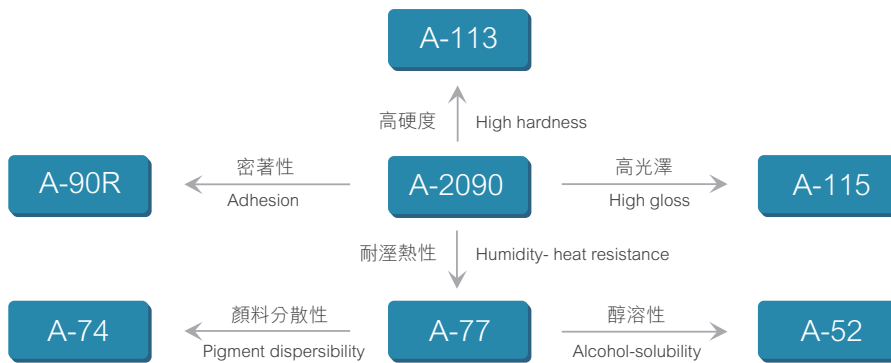 A-113
高硬度 High hardness
密著性
Adhesion
A-90R
A-2090
高光澤
High gloss
A-115
耐溼熱性 Humidity- heat resistance
A-74
顏料分散性
Pigment dispersibility
A-77
醇溶性
Alcohol-solubility
A-52